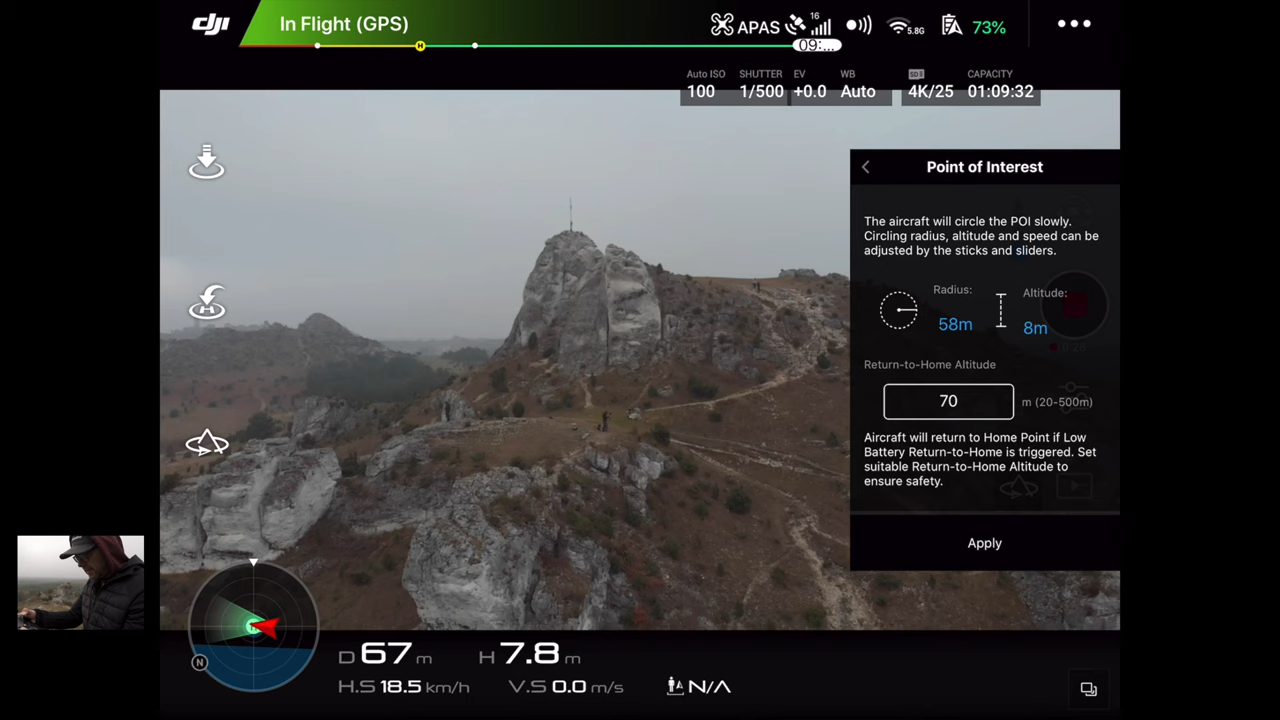 dji
In Flight (GPS)
APAS
16
5.8G
73%
H
09:...
Auto ISO
100
SHUTTER
1/500
EV
+0.0
WB
Auto
SD
4K/25
CAPACITY
01:09:32
Point of Interest
The aircraft will circle the POI slowly.
Circling radius, altitude and speed can be
adjusted by the sticks and sliders.
Radius:
58m
Altitude:
8m
Return-to-Home Altitude
70
m (20-500m)
Aircraft will return to Home Point if Low
Battery Return-to-Home is triggered. Set
suitable Return-to-Home Altitude to
ensure safety.
Apply
H
N
D 67 m
H 7.8 m
H.S 18.5 km/h
V.S 0.0 m/s
N/A